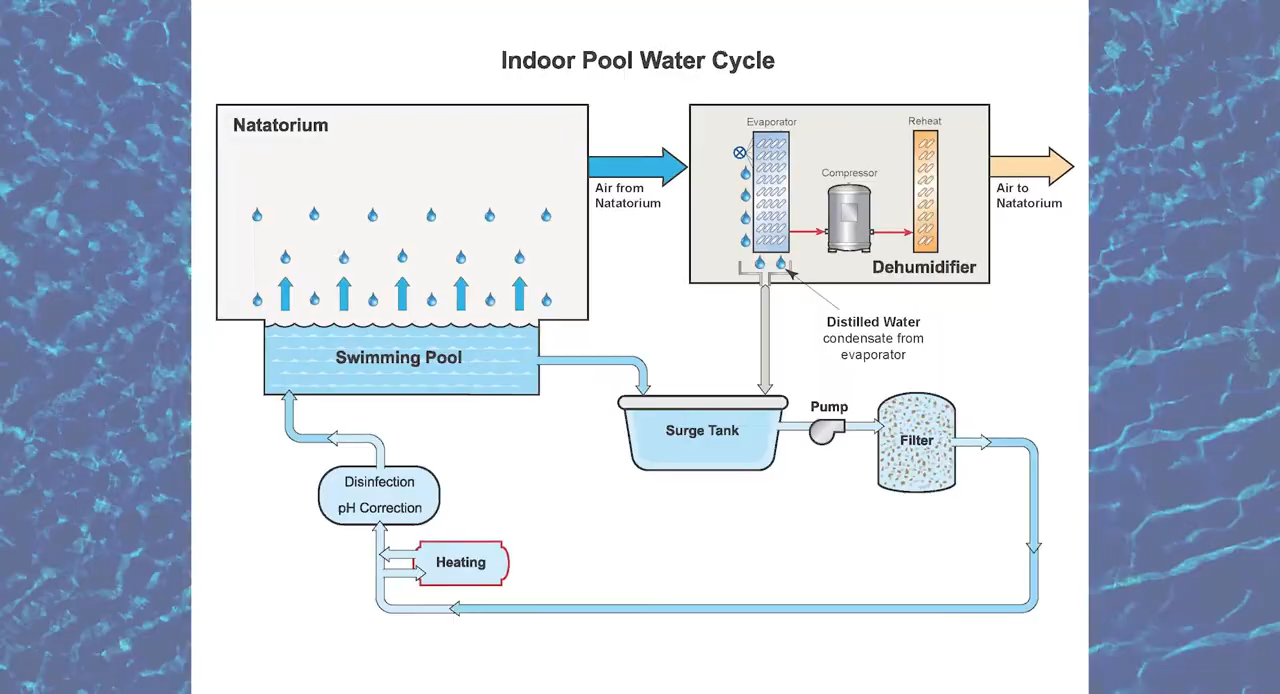 Indoor Pool Water Cycle
Natatorium
Evaporator
Reheat
Compressor
Air from
Natatorium
Air to
Natatorium
Dehumidifier
Distilled Water
condensate from
evaporator
Swimming Pool
Surge Tank
Pump
Filter
Disinfection
pH Correction
Heating